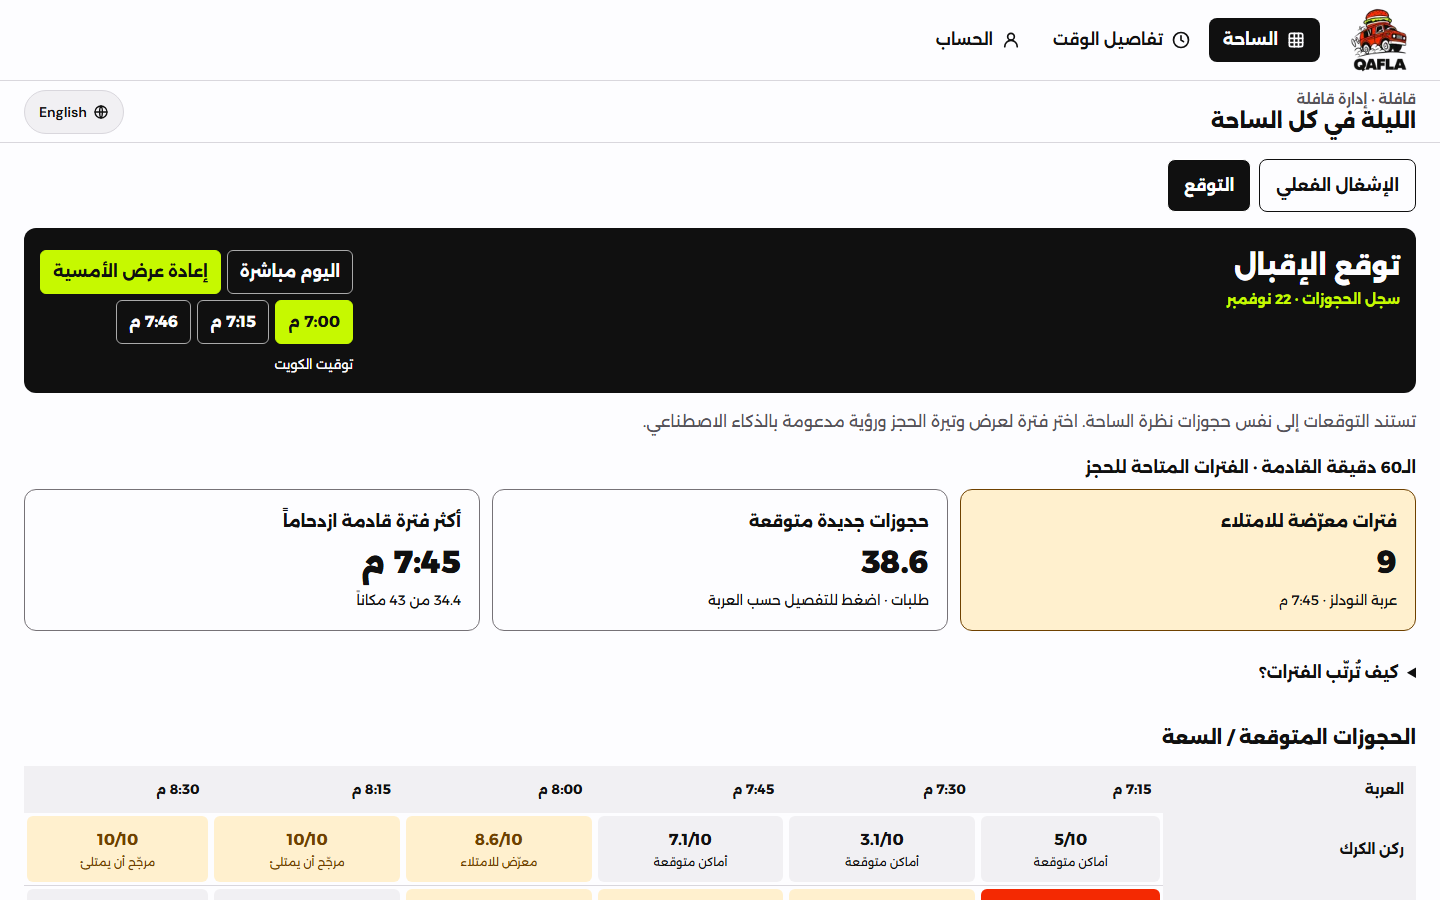 QAFLA
الساحة
تفاصيل الوقت
الحساب
قافلة · إدارة قافلة
الليلة في كل الساحة
English
الإشغال الفعلي
التوقع
توقع الإقبال
سجل الحجوزات · 22 نوفمبر
اليوم مباشرة
إعادة عرض الأمسية
7:00 م
7:15 م
7:46 م
توقيت الكويت
تستند التوقعات إلى نفس حجوزات نظرة الساحة. اختر فترة لعرض وتيرة الحجز ورؤية مدعومة بالذكاء الاصطناعي.
الـ60 دقيقة القادمة · الفترات المتاحة للحجز
فترات معرّضة للامتلاء
9
عربة النودلز · 7:45 م
حجوزات جديدة متوقعة
38.6
طلبات · اضغط للتفصيل حسب العربة
أكثر فترة قادمة ازدحاماً
7:45 م
34.4 من 43 مكاناً
كيف تُرتّب الفترات؟
الحجوزات المتوقعة / السعة
العربة
7:15 م
7:30 م
7:45 م
8:00 م
8:15 م
8:30 م
ركن الكرك
5/10
أماكن متوقعة
3.1/10
أماكن متوقعة
7.1/10
أماكن متوقعة
8.6/10
معرّض للامتلاء
10/10
مرجّح أن يمتلئ
10/10
مرجّح أن يمتلئ